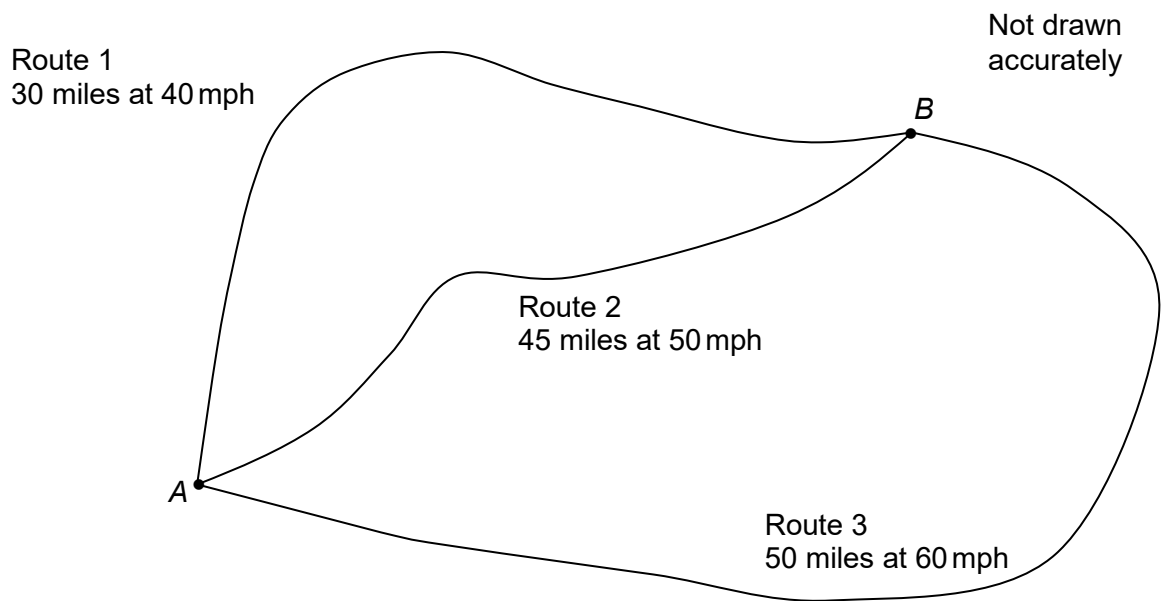 Not drawn
accurately
Route 1
30 miles at 40 mph
B
Route 2
45 miles at 50 mph
A
Route 3
50 miles at 60 mph